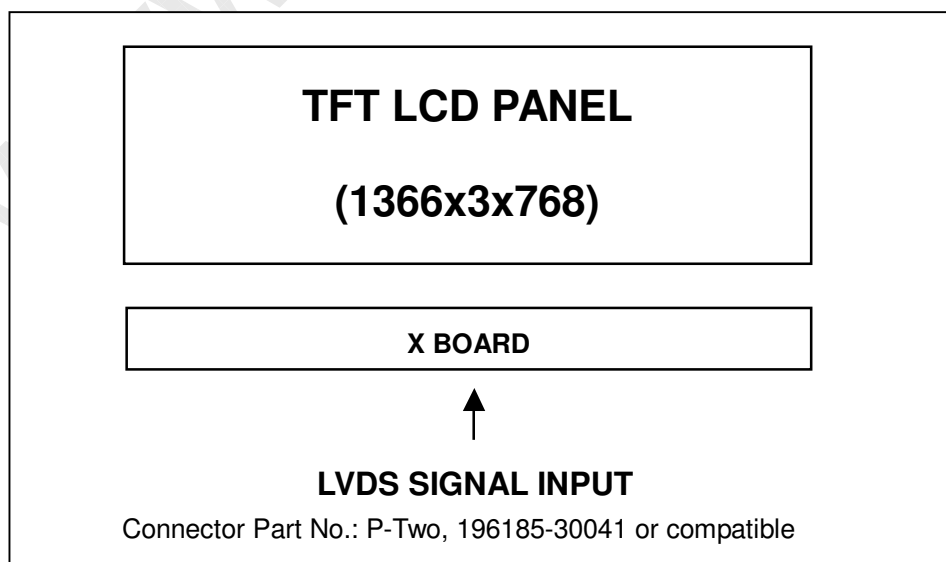 TFT LCD PANEL
(1366x3x768)
X BOARD
LVDS SIGNAL INPUT
Connector Part No.: P-Two, 196185-30041 or compatible